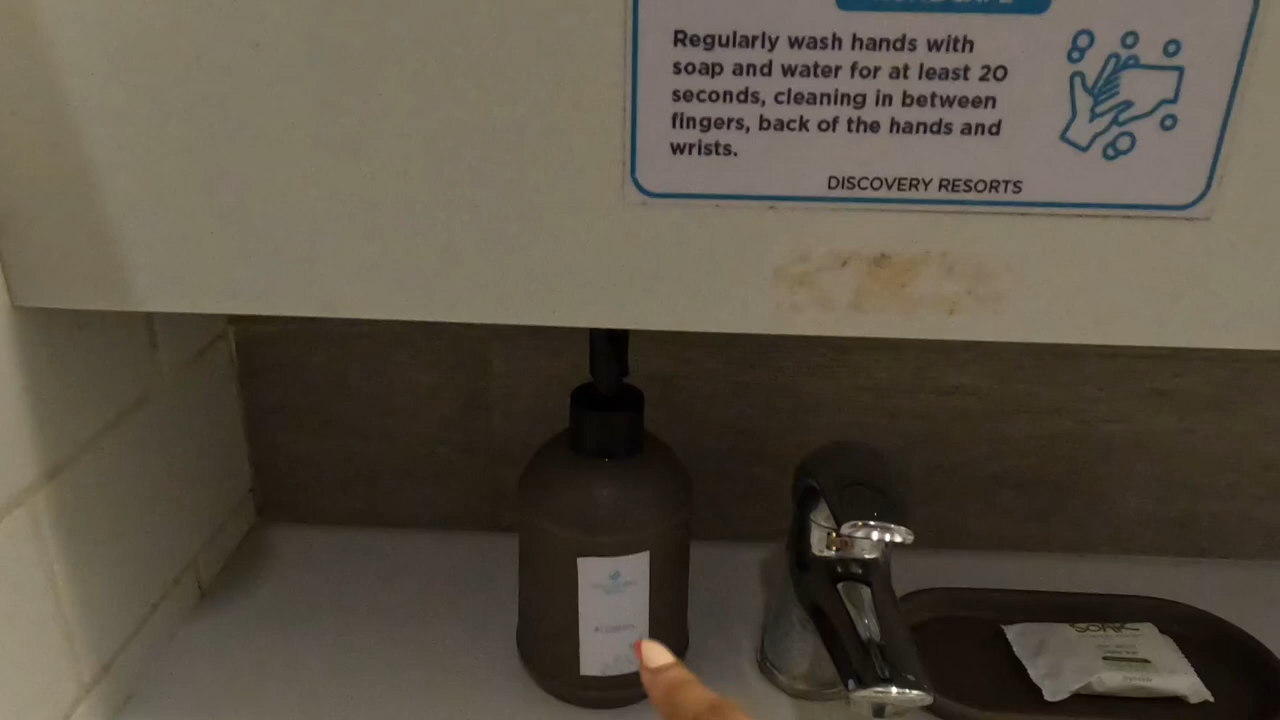 Regularly wash hands with
soap and water for at least 20
seconds, cleaning in between
fingers, back of the hands and
wrists.
DISCOVERY RESORTS
SOAK